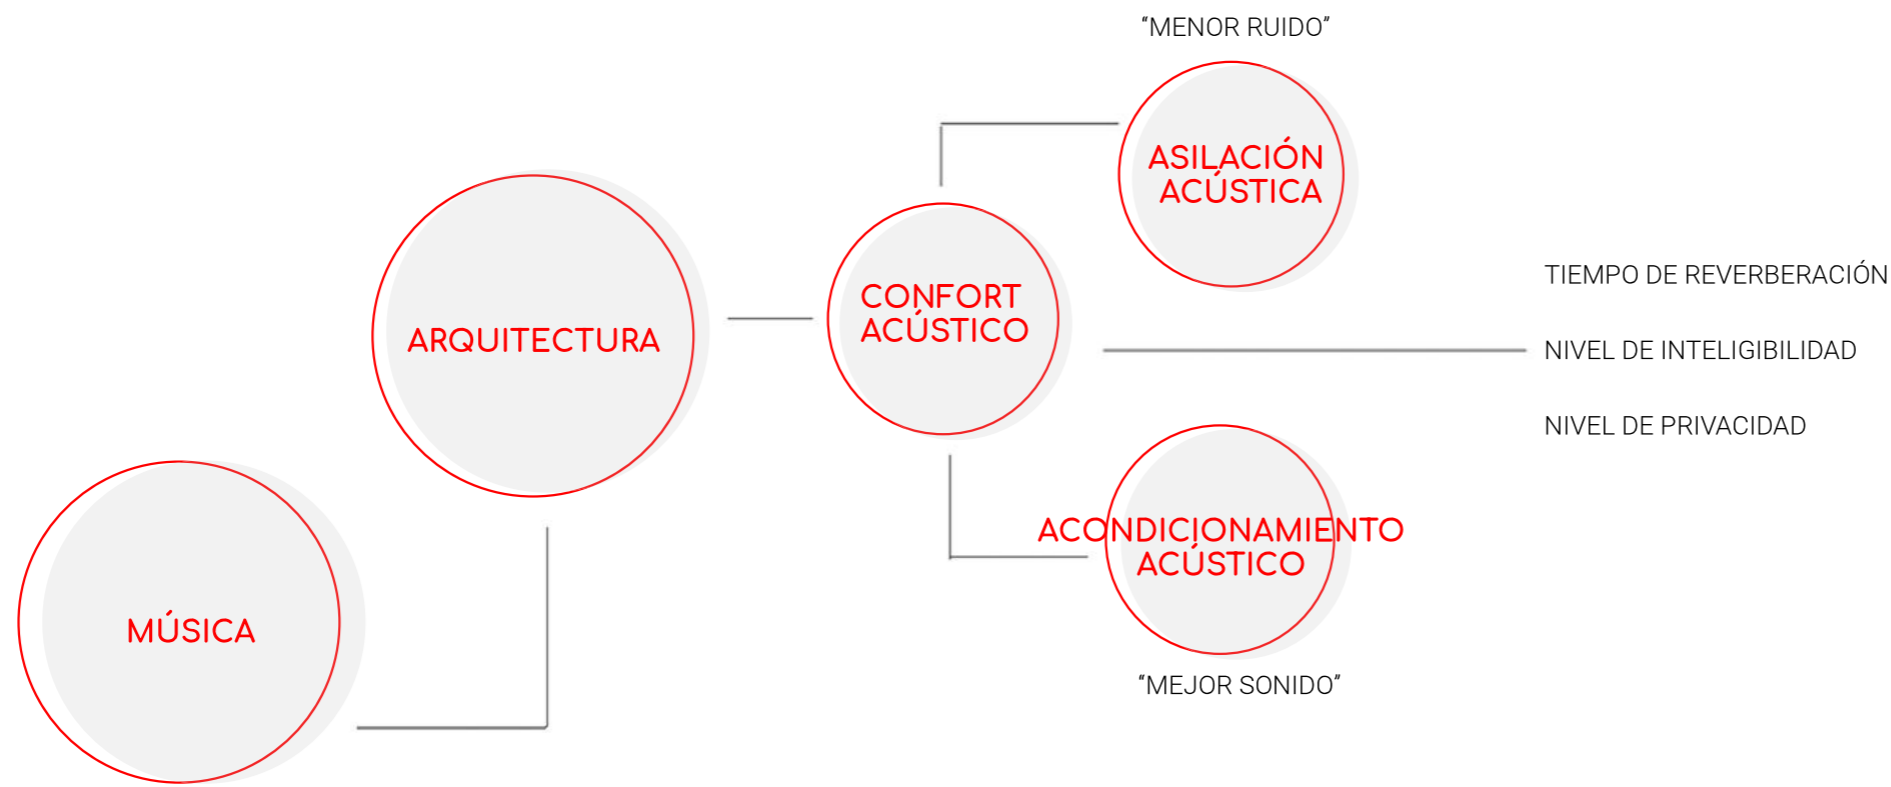 “MENOR RUIDO”
ASILACIÓN
ACÚSTICA
TIEMPO DE REVERBERACIÓN
CONFORT
ACÚSTICO
ARQUITECTURA
NIVEL DE INTELIGIBILIDAD
NIVEL DE PRIVACIDAD
ACONDICIONAMIENTO
ACÚSTICO
MÚSICA
“MEJOR SONIDO”